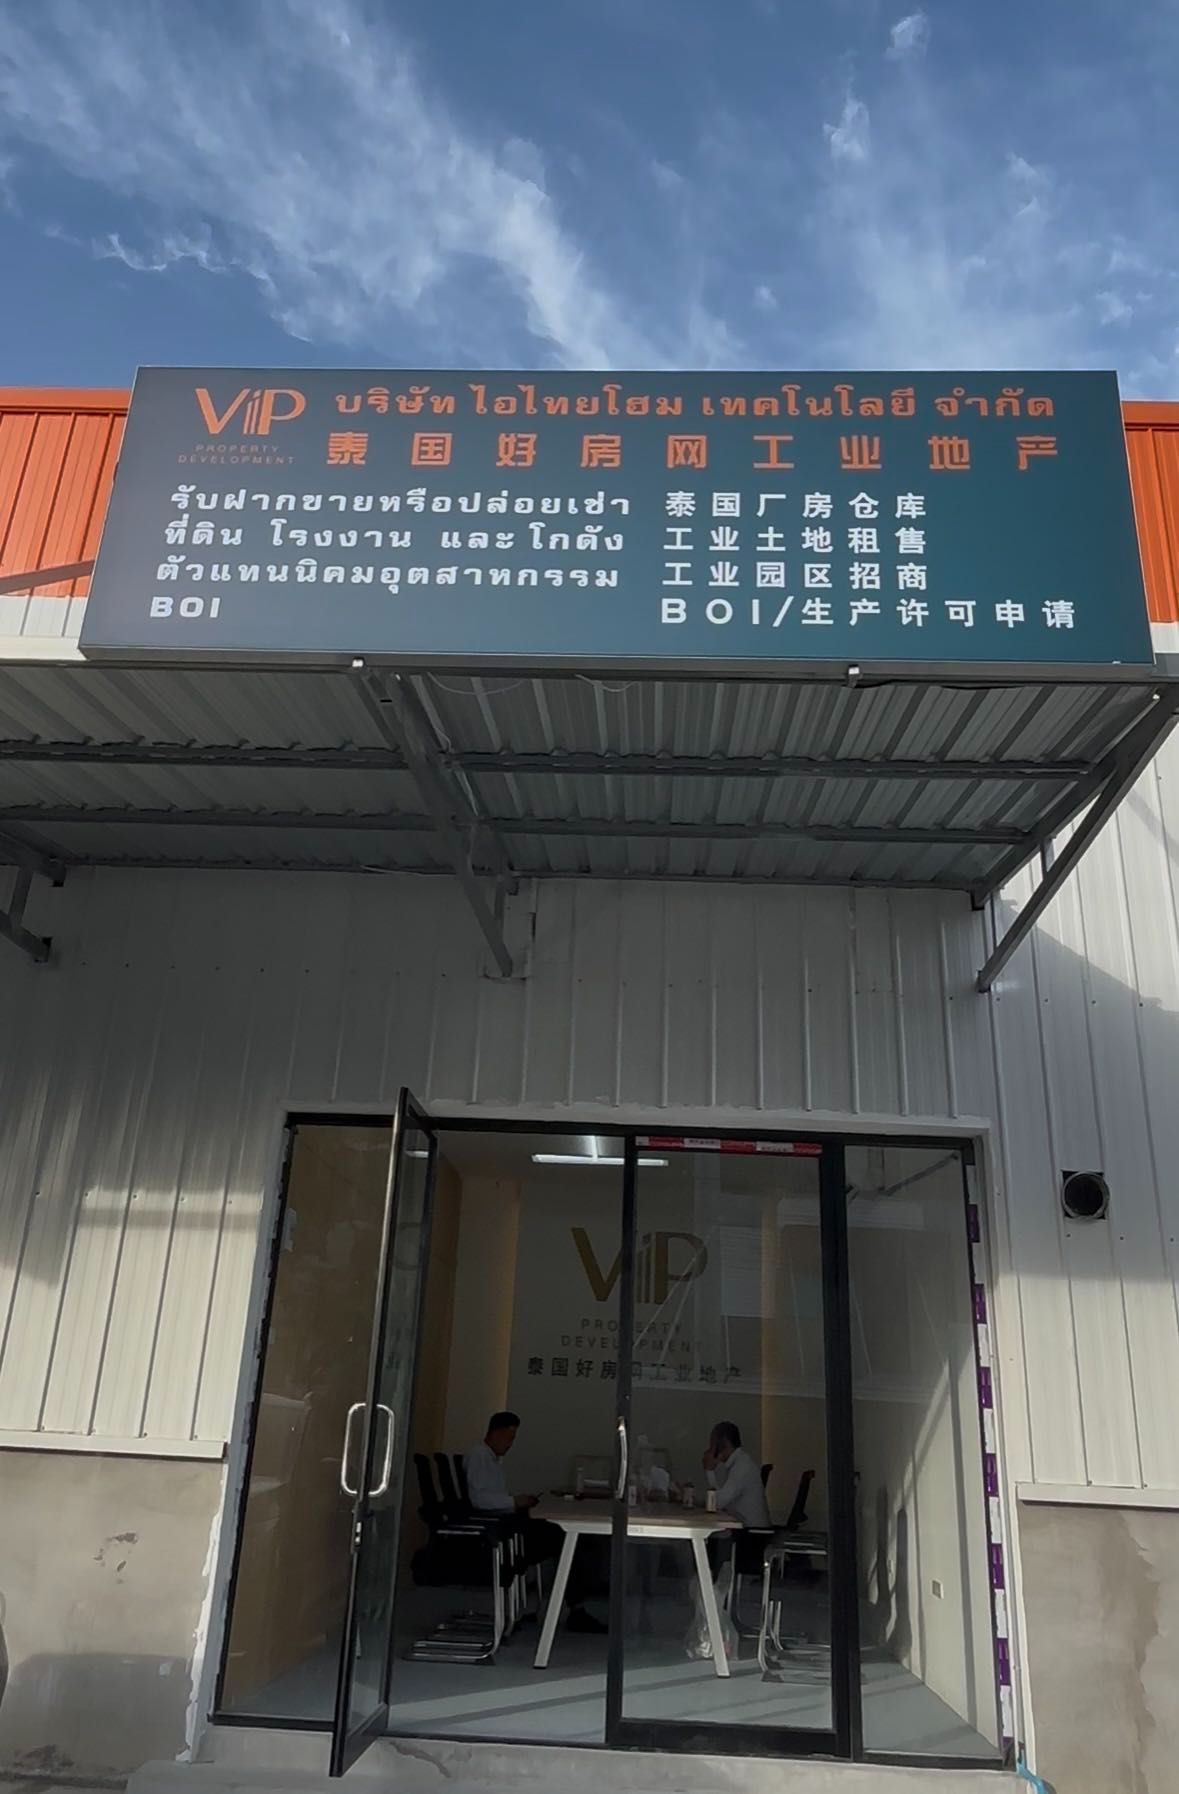 VIP
PROPERTY
DEVELOPMENT
บริษัท ไอไทยโฮม เทคโนโลยี จำกัด
泰国好房网工业地产
รับฝากขายหรือปล่อยเช่า
ที่ดิน โรงงาน และโกดัง
ตัวแทนนิคมอุตสาหกรรม
BOI
泰国厂房仓库
工业土地租售
工业园区招商
BOI/生产许可申请
VIP
PROPERTY
DEVELOPMENT
泰国好房网工业地产